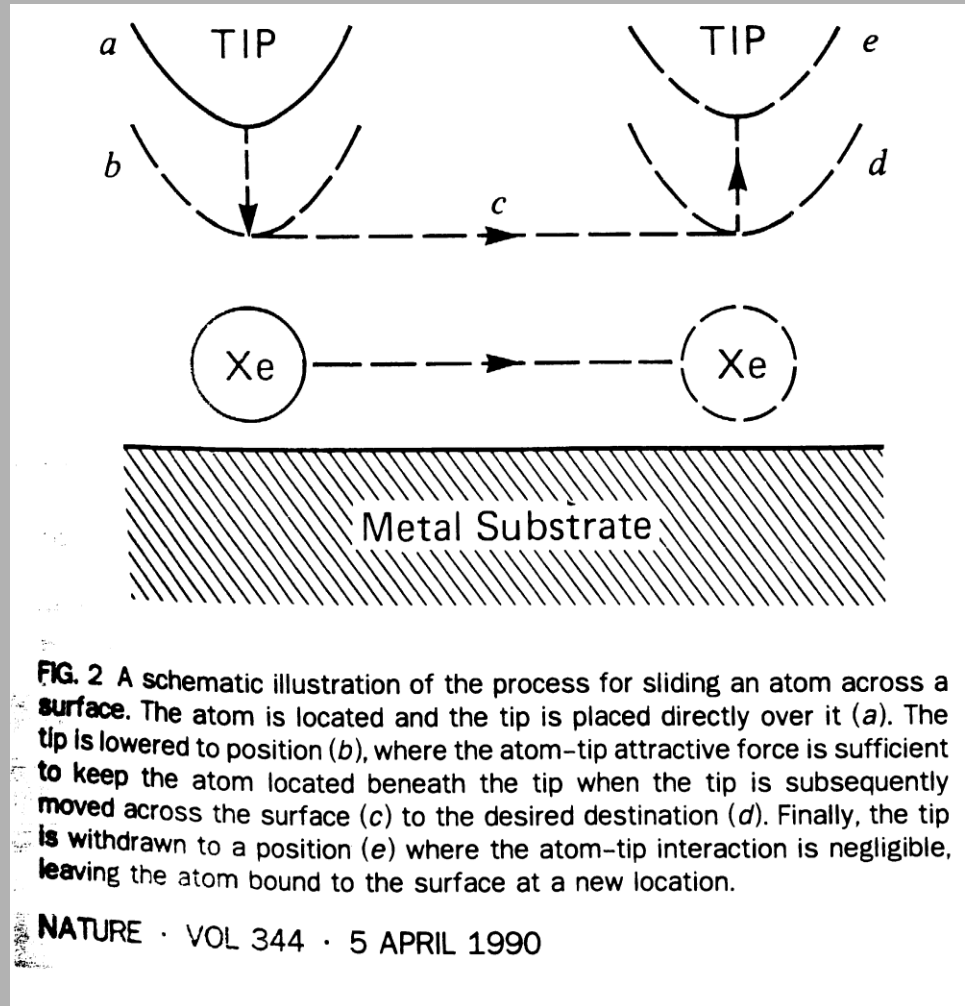 a TIP TIP e
b c d
Xe Xe
Metal Substrate
FIG. 2 A schematic illustration of the process for sliding an atom across a
surface. The atom is located and the tip is placed directly over it (a). The
tip is lowered to position (b), where the atom–tip attractive force is sufficient
to keep the atom located beneath the tip when the tip is subsequently
moved across the surface (c) to the desired destination (d). Finally, the tip
is withdrawn to a position (e) where the atom–tip interaction is negligible,
leaving the atom bound to the surface at a new location.
NATURE · VOL 344 · 5 APRIL 1990